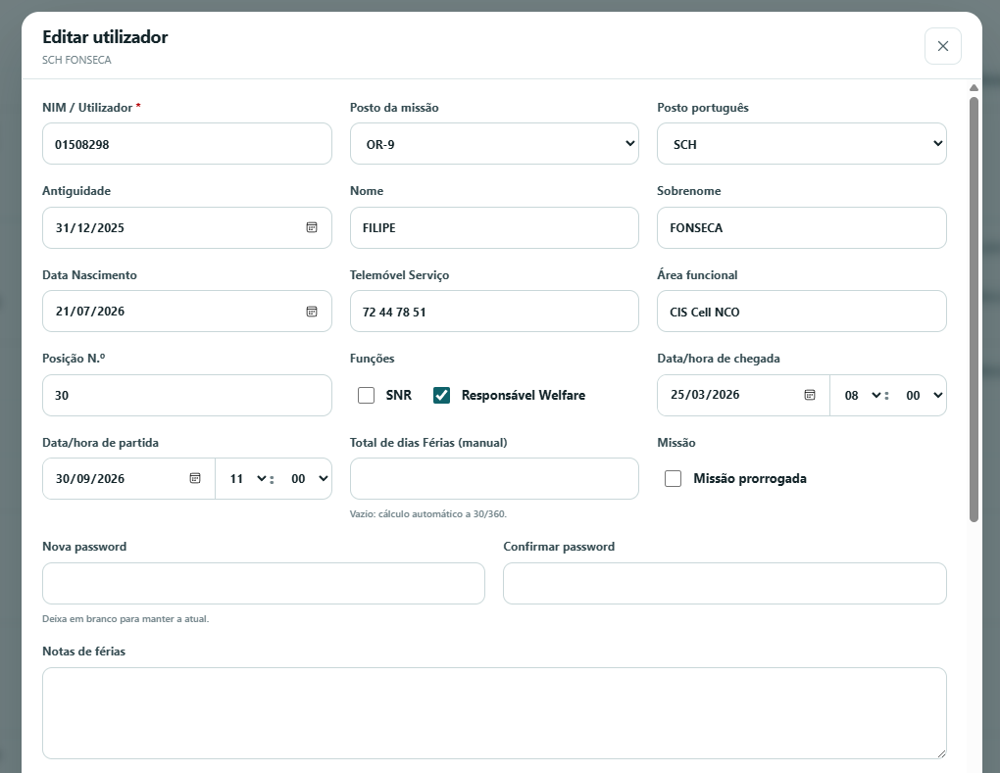 Editar utilizador
SCH FONSECA
NIM / Utilizador *
Posto da missão
Posto português
01508298
OR-9
SCH
Antiguidade
Nome
Sobrenome
31/12/2025
FILIPE
FONSECA
Data Nascimento
Telemóvel Serviço
Área funcional
21/07/2026
72 44 78 51
CIS Cell NCO
Posição N.º
Funções
Data/hora de chegada
30
SNR
Responsável Welfare
25/03/2026
08 : 00
Data/hora de partida
Total de dias Férias (manual)
Missão
30/09/2026
11 : 00
Missão prorrogada
Vazio: cálculo automático a 30/360.
Nova password
Confirmar password
Deixa em branco para manter a atual.
Notas de férias